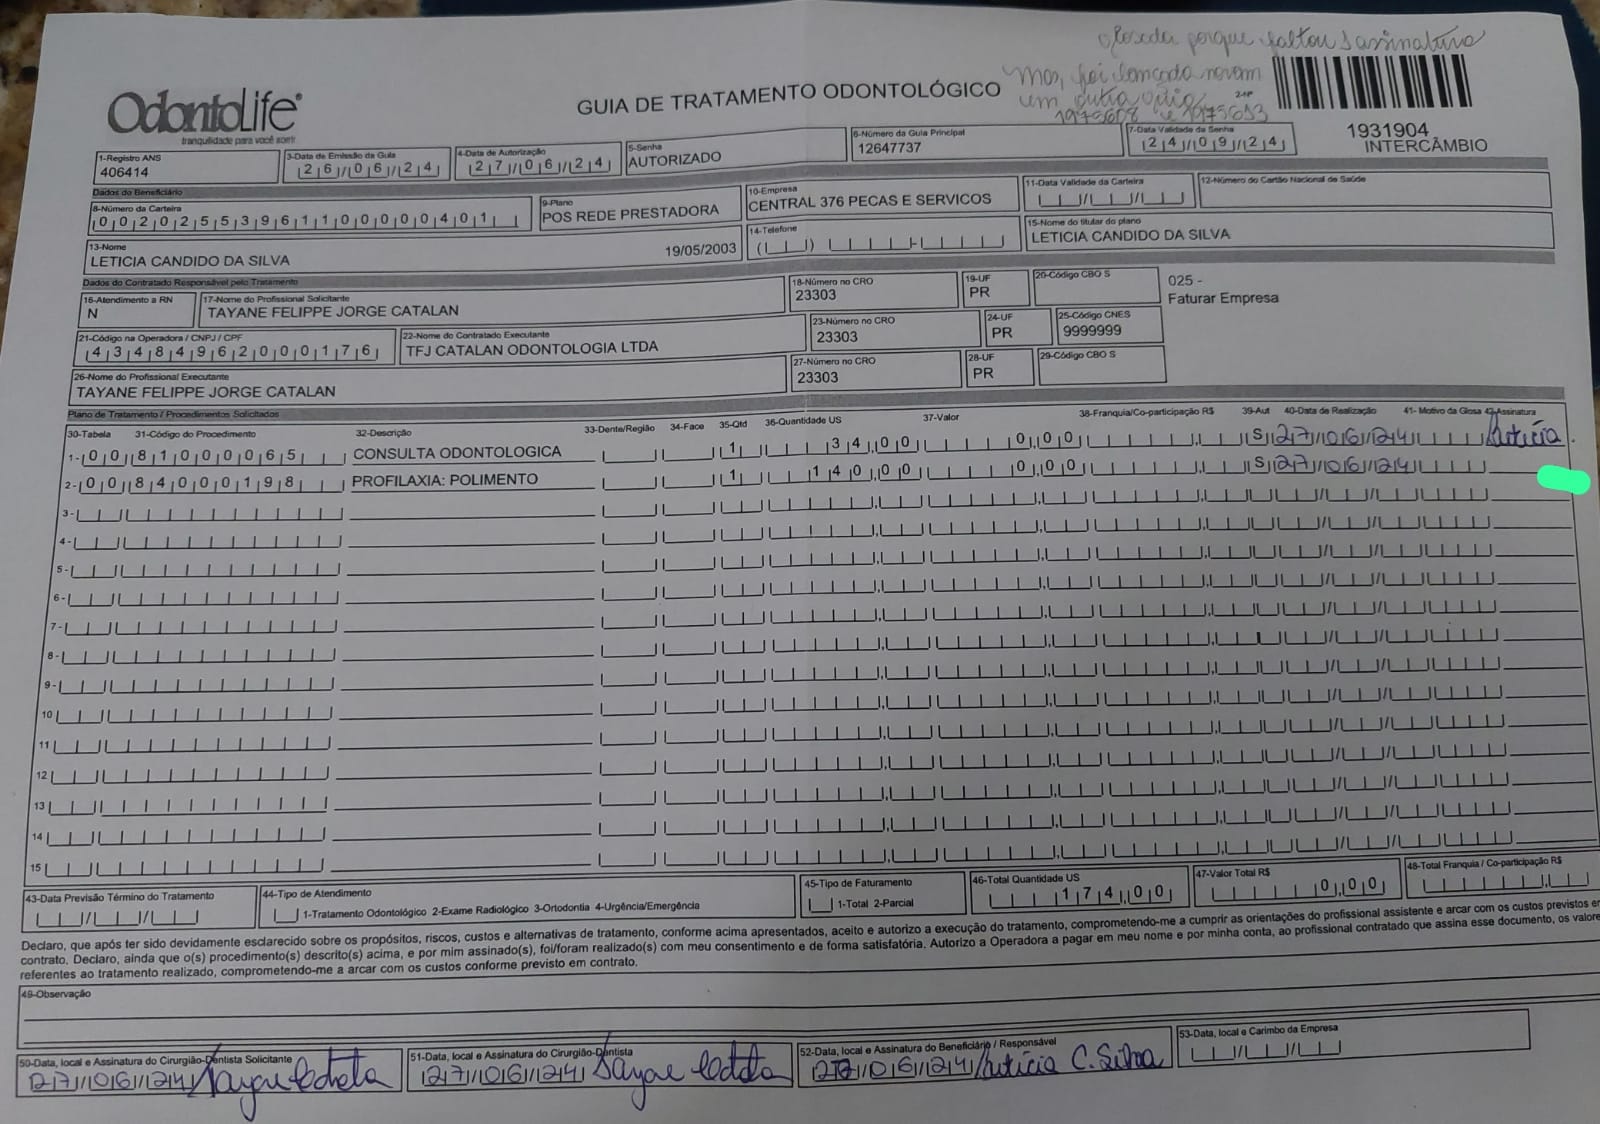 Glosada porque faltou 1 assinatura
Mas, foi lançada novam
em outra guia
1975608 e 1975653
OdontoLife®
tranquilidade para você sorrir
GUIA DE TRATAMENTO ODONTOLÓGICO
1931904
INTERCÂMBIO
1-Registro ANS
406414
3-Data de Emissão da Guia
26/06/24
4-Data de Autorização
27/06/24
5-Senha
AUTORIZADO
6-Número da Guia Principal
12647737
7-Data Validade da Senha
24/09/24
Dados do Beneficiário
8-Número da Carteira
00202553961100000401
9-Plano
POS REDE PRESTADORA
10-Empresa
CENTRAL 376 PECAS E SERVICOS
11-Data Validade da Carteira
12-Número do Cartão Nacional de Saúde
13-Nome
LETICIA CANDIDO DA SILVA 19/05/2003
14-Telefone
15-Nome do titular do plano
LETICIA CANDIDO DA SILVA
Dados do Contratado Responsável pelo Tratamento
16-Atendimento a RN
N
17-Nome do Profissional Solicitante
TAYANE FELIPPE JORGE CATALAN
18-Número no CRO
23303
19-UF
PR
20-Código CBO S
025 -
Faturar Empresa
21-Código na Operadora / CNPJ / CPF
43484962000176
22-Nome do Contratado Executante
TFJ CATALAN ODONTOLOGIA LTDA
23-Número no CRO
23303
24-UF
PR
25-Código CNES
9999999
26-Nome do Profissional Executante
TAYANE FELIPPE JORGE CATALAN
27-Número no CRO
23303
28-UF
PR
29-Código CBO S
Plano de Tratamento / Procedimentos Solicitados
30-Tabela 31-Código do Procedimento 32-Descrição 33-Dente/Região 34-Face 35-Qtd 36-Quantidade US 37-Valor 38-Franquia/Co-participação R$ 39-Aut 40-Data de Realização 41- Motivo da Glosa 42-Assinatura
1- 00 81000065 CONSULTA ODONTOLOGICA 1 34,00 0,00 S 27/06/24 Letícia
2- 00 84000198 PROFILAXIA: POLIMENTO 1 140,00 0,00 S 27/06/24
3-
4-
5-
6-
7-
8-
9-
10
11
12
13
14
15
43-Data Previsão Término do Tratamento
44-Tipo de Atendimento
1-Tratamento Odontológico 2-Exame Radiológico 3-Ortodontia 4-Urgência/Emergência
45-Tipo de Faturamento
1-Total 2-Parcial
46-Total Quantidade US
174,00
47-Valor Total R$
0,00
48-Total Franquia / Co-participação R$
Declaro, que após ter sido devidamente esclarecido sobre os propósitos, riscos, custos e alternativas de tratamento, conforme acima apresentados, aceito e autorizo a execução do tratamento, comprometendo-me a cumprir as orientações do profissional assistente e arcar com os custos previstos em
contrato. Declaro, ainda que o(s) procedimento(s) descrito(s) acima, e por mim assinado(s), foi/foram realizado(s) com meu consentimento e de forma satisfatória. Autorizo a Operadora a pagar em meu nome e por minha conta, ao profissional contratado que assina esse documento, os valores
referentes ao tratamento realizado, comprometendo-me a arcar com os custos conforme previsto em contrato.
49-Observação
50-Data, local e Assinatura do Cirurgião-Dentista Solicitante
27/06/24
51-Data, local e Assinatura do Cirurgião-Dentista
27/06/24
52-Data, local e Assinatura do Beneficiário / Responsável
27/06/24 Letícia C. Silva
53-Data, local e Carimbo da Empresa